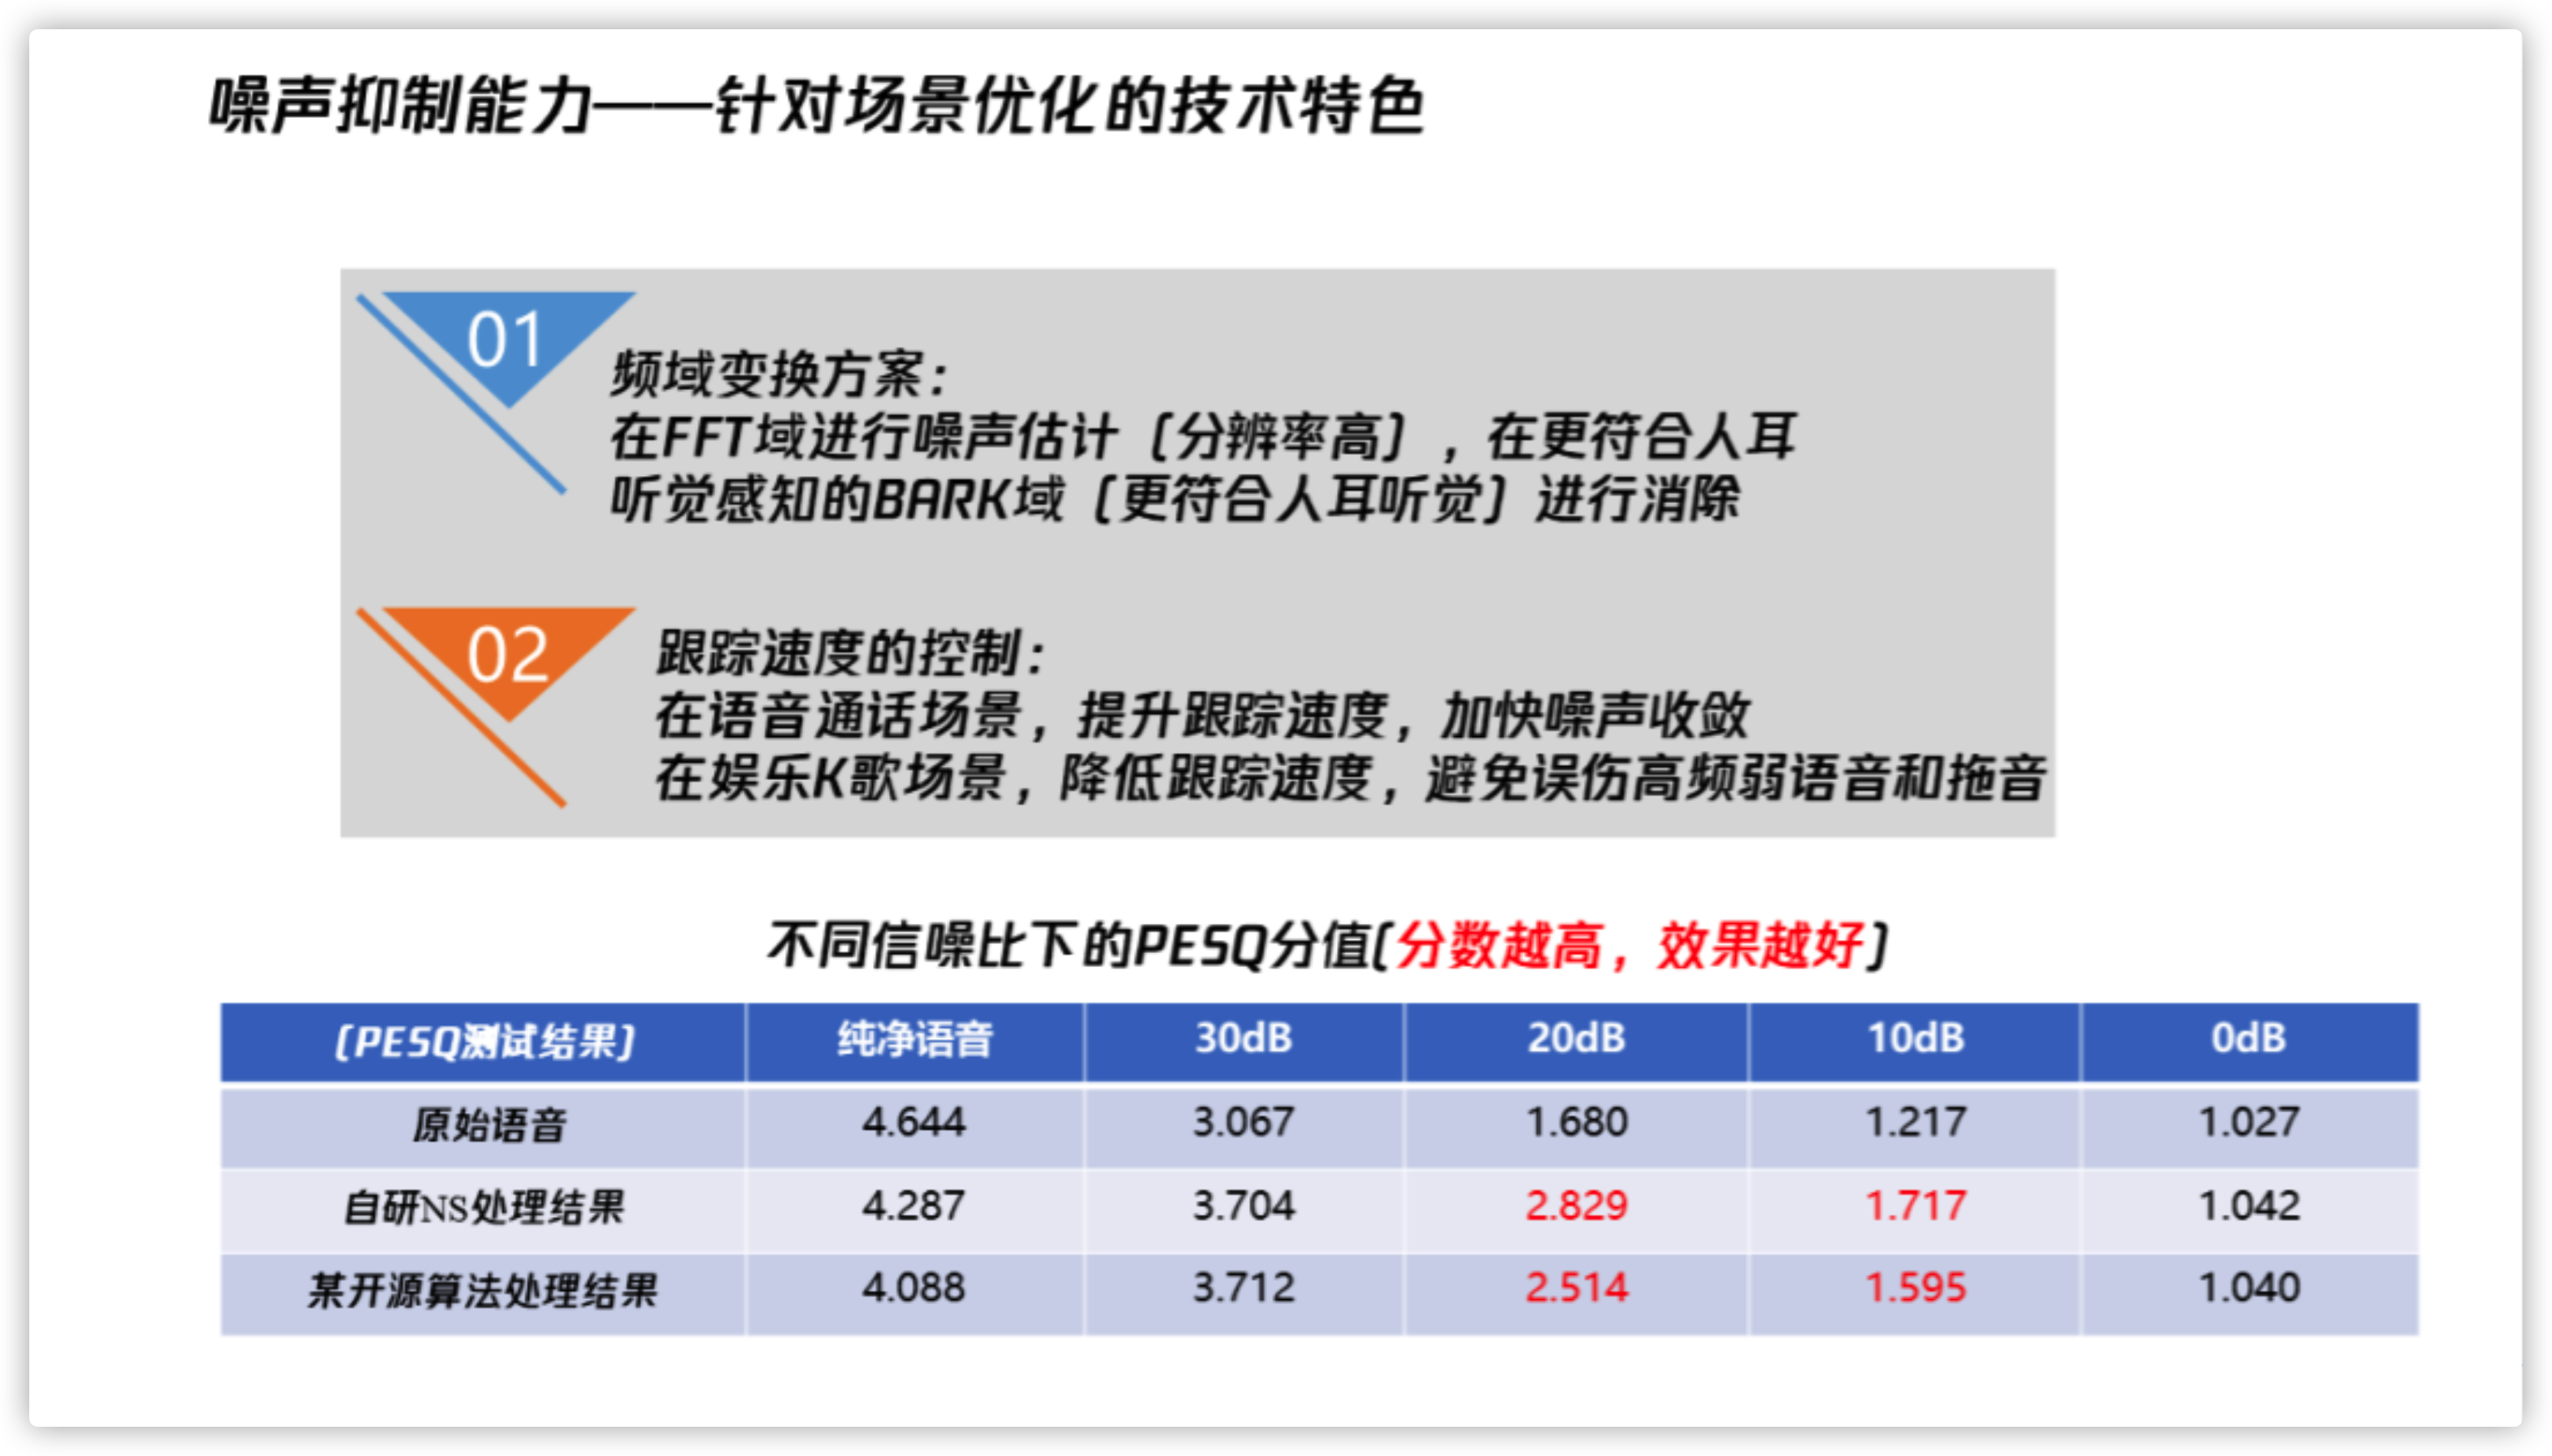 噪声抑制能力——针对场景优化的技术特色
01
频域变换方案：
在FFT域进行噪声估计（分辨率高），在更符合人耳
听觉感知的BARK域（更符合人耳听觉）进行消除
02
跟踪速度的控制：
在语音通话场景，提升跟踪速度，加快噪声收敛
在娱乐K歌场景，降低跟踪速度，避免误伤高频弱语音和拖音
不同信噪比下的PESQ分值(分数越高，效果越好)
(PESQ测试结果) 纯净语音 30dB 20dB 10dB 0dB
原始语音 4.644 3.067 1.680 1.217 1.027
自研NS处理结果 4.287 3.704 2.829 1.717 1.042
某开源算法处理结果 4.088 3.712 2.514 1.595 1.040